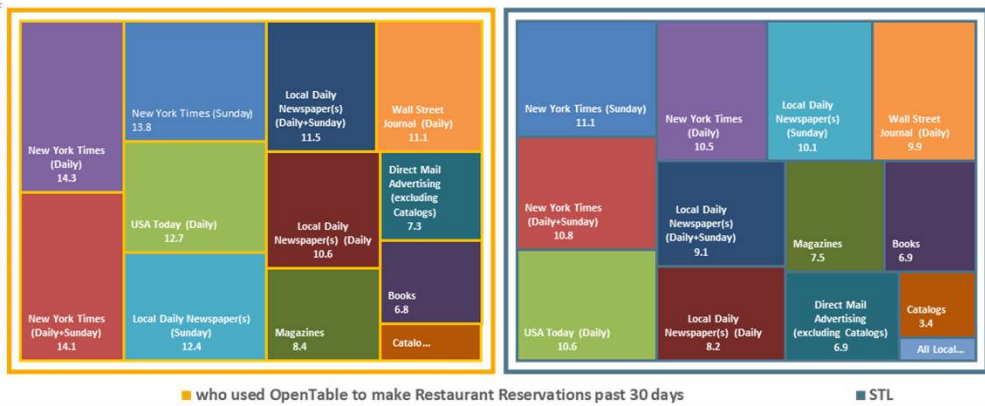 New York Times
(Daily)
14.3
New York Times
(Daily+Sunday)
14.1
New York Times (Sunday)
13.8
USA Today (Daily)
12.7
Local Daily Newspaper(s)
(Sunday)
12.4
Local Daily
Newspaper(s)
(Daily+Sunday)
11.5
Local Daily
Newspaper(s) (Daily
10.6
Magazines
8.4
Wall Street
Journal (Daily)
11.1
Direct Mail
Advertising
(excluding
Catalogs)
7.3
Books
6.8
Catalo...
New York Times (Sunday)
11.1
New York Times
(Daily+Sunday)
10.8
USA Today (Daily)
10.6
New York Times
(Daily)
10.5
Local Daily
Newspaper(s)
(Daily+Sunday)
9.1
Local Daily
Newspaper(s) (Daily
8.2
Local Daily
Newspaper(s)
(Sunday)
10.1
Wall Street
Journal (Daily)
9.9
Magazines
7.5
Books
6.9
Direct Mail
Advertising
(excluding Catalogs)
6.9
Catalogs
3.4
All Local...
who used OpenTable to make Restaurant Reservations past 30 days
STL